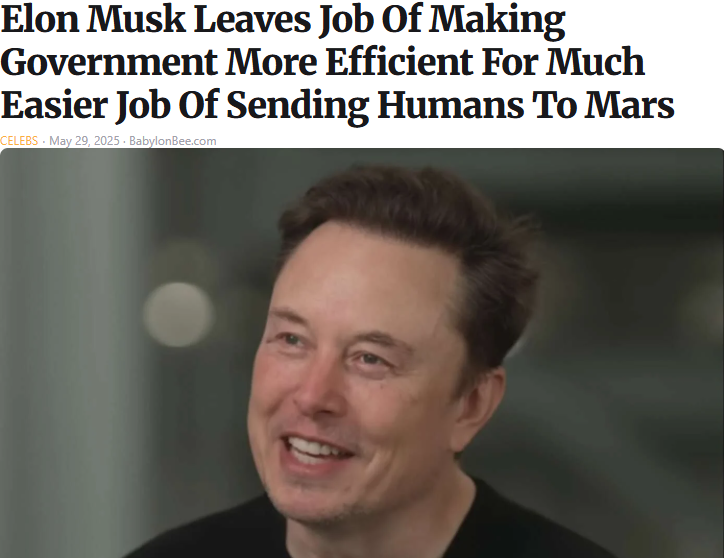 Elon Musk Leaves Job Of Making
Government More Efficient For Much
Easier Job Of Sending Humans To Mars
CELEBS · May 29, 2025 · BabylonBee.com